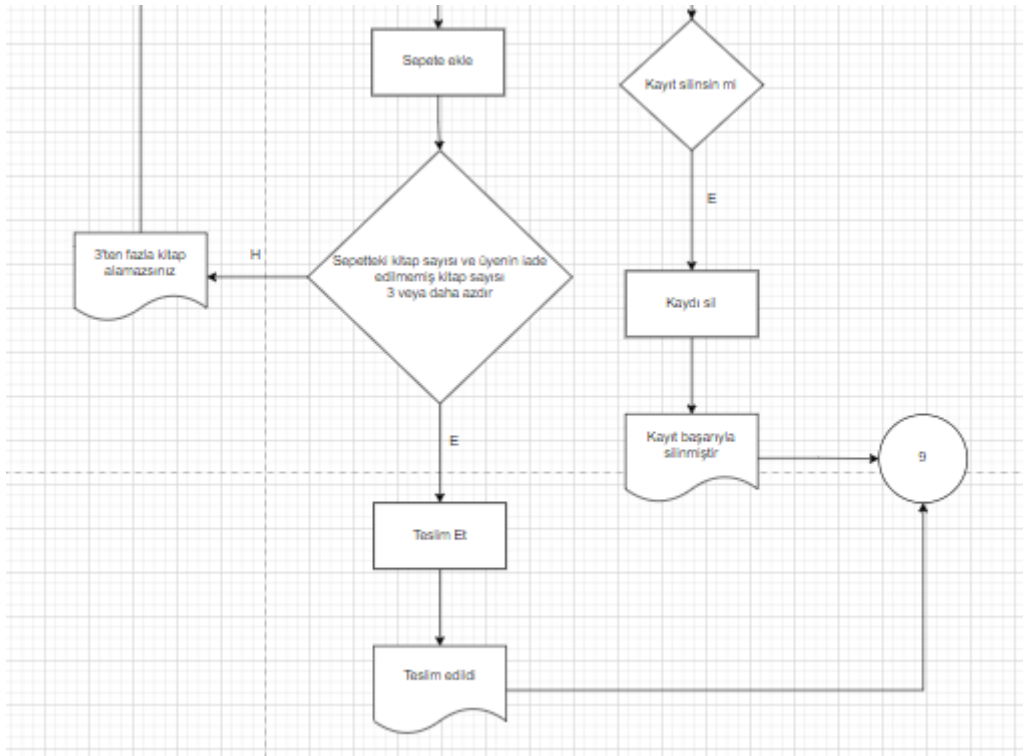 Sepete ekle
Kayıt silinsin mi
E
3'ten fazla kitap
alamazsınız
H
Sepetteki kitap sayısı ve üyenin iade
edilmemiş kitap sayısı
3 veya daha azdır
Kaydı sil
E
Kayıt başarıyla
silinmiştir
9
Teslim Et
Teslim edildi